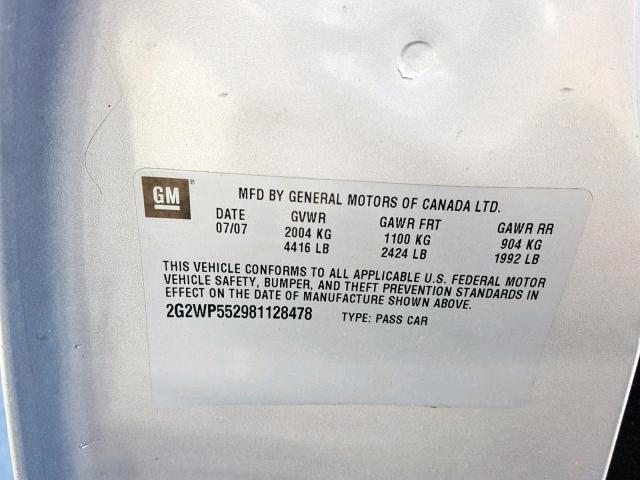 GM® MFD BY GENERAL MOTORS OF CANADA LTD.
DATE GVWR GAWR FRT GAWR RR
07/07 2004 KG 1100 KG 904 KG
4416 LB 2424 LB 1992 LB
THIS VEHICLE CONFORMS TO ALL APPLICABLE U.S. FEDERAL MOTOR
VEHICLE SAFETY, BUMPER, AND THEFT PREVENTION STANDARDS IN
EFFECT ON THE DATE OF MANUFACTURE SHOWN ABOVE.
2G2WP552981128478 TYPE: PASS CAR